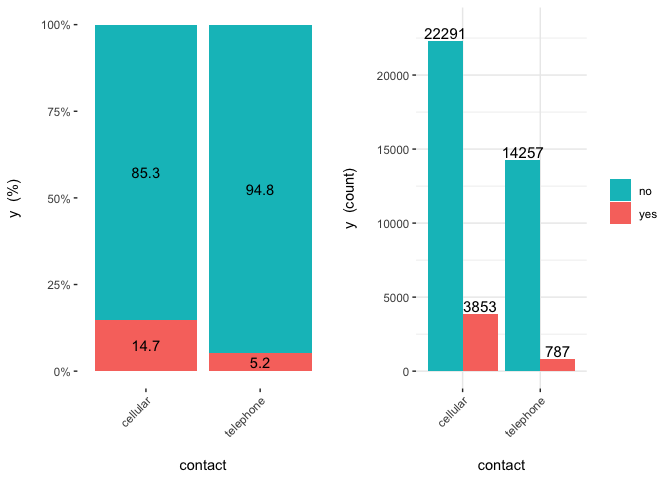 100%
75%
50%
25%
0%
y (%)
85.3
94.8
14.7
5.2
cellular
telephone
contact
20000
15000
10000
5000
0
y (count)
22291
14257
3853
787
cellular
telephone
contact
no
yes